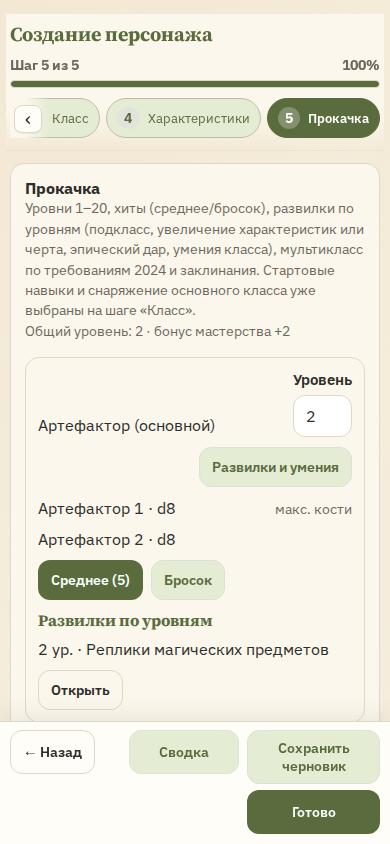 Создание персонажа
Шаг 5 из 5 100%
‹ Класс 4 Характеристики 5 Прокачка
Прокачка
Уровни 1–20, хиты (среднее/бросок), развилки по
уровням (подкласс, увеличение характеристик или
черта, эпический дар, умения класса), мультикласс
по требованиям 2024 и заклинания. Стартовые
навыки и снаряжение основного класса уже
выбраны на шаге «Класс».
Общий уровень: 2 · бонус мастерства +2
Уровень
Артефактор (основной) 2
Развилки и умения
Артефактор 1 · d8 макс. кости
Артефактор 2 · d8
Среднее (5) Бросок
Развилки по уровням
2 ур. · Реплики магических предметов
Открыть
← Назад Сводка Сохранить
черновик
Готово